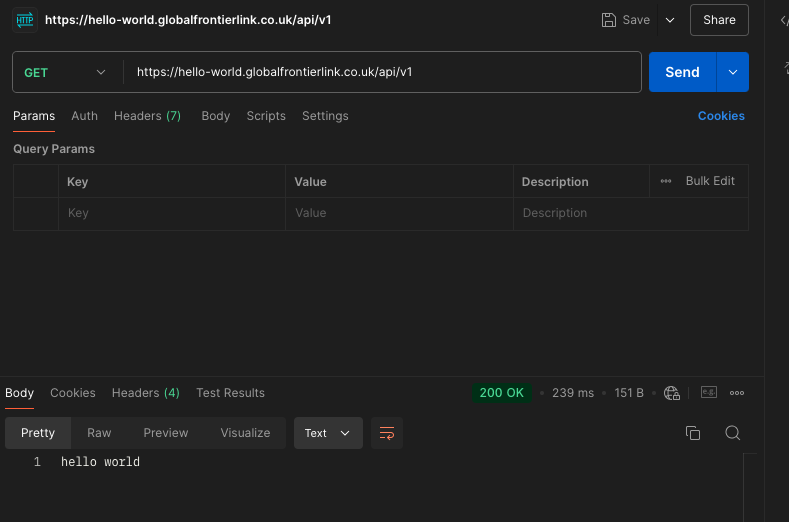 HTTP https://hello-world.globalfrontierlink.co.uk/api/v1 Save Share
GET https://hello-world.globalfrontierlink.co.uk/api/v1 Send
Params Auth Headers (7) Body Scripts Settings Cookies
Query Params
Key Value Description Bulk Edit
Key Value Description
Body Cookies Headers (4) Test Results 200 OK 239 ms 151 B e.g.
Pretty Raw Preview Visualize Text
1 hello world